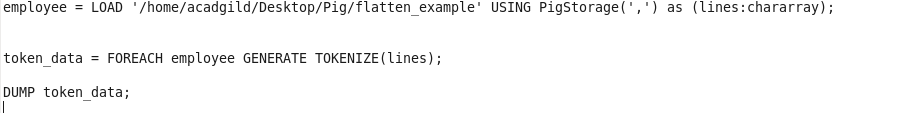 employee = LOAD '/home/acadgild/Desktop/Pig/flatten_example' USING PigStorage(',') as (lines:chararray);
token_data = FOREACH employee GENERATE TOKENIZE(lines);
DUMP token_data;